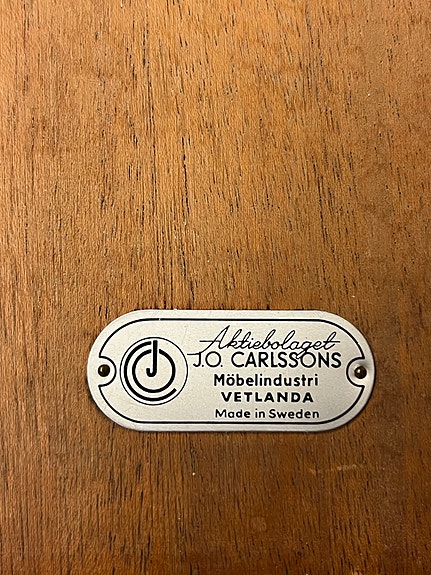 Aktiebolaget
J.O. CARLSSONS
Möbelindustri
VETLANDA
Made in Sweden